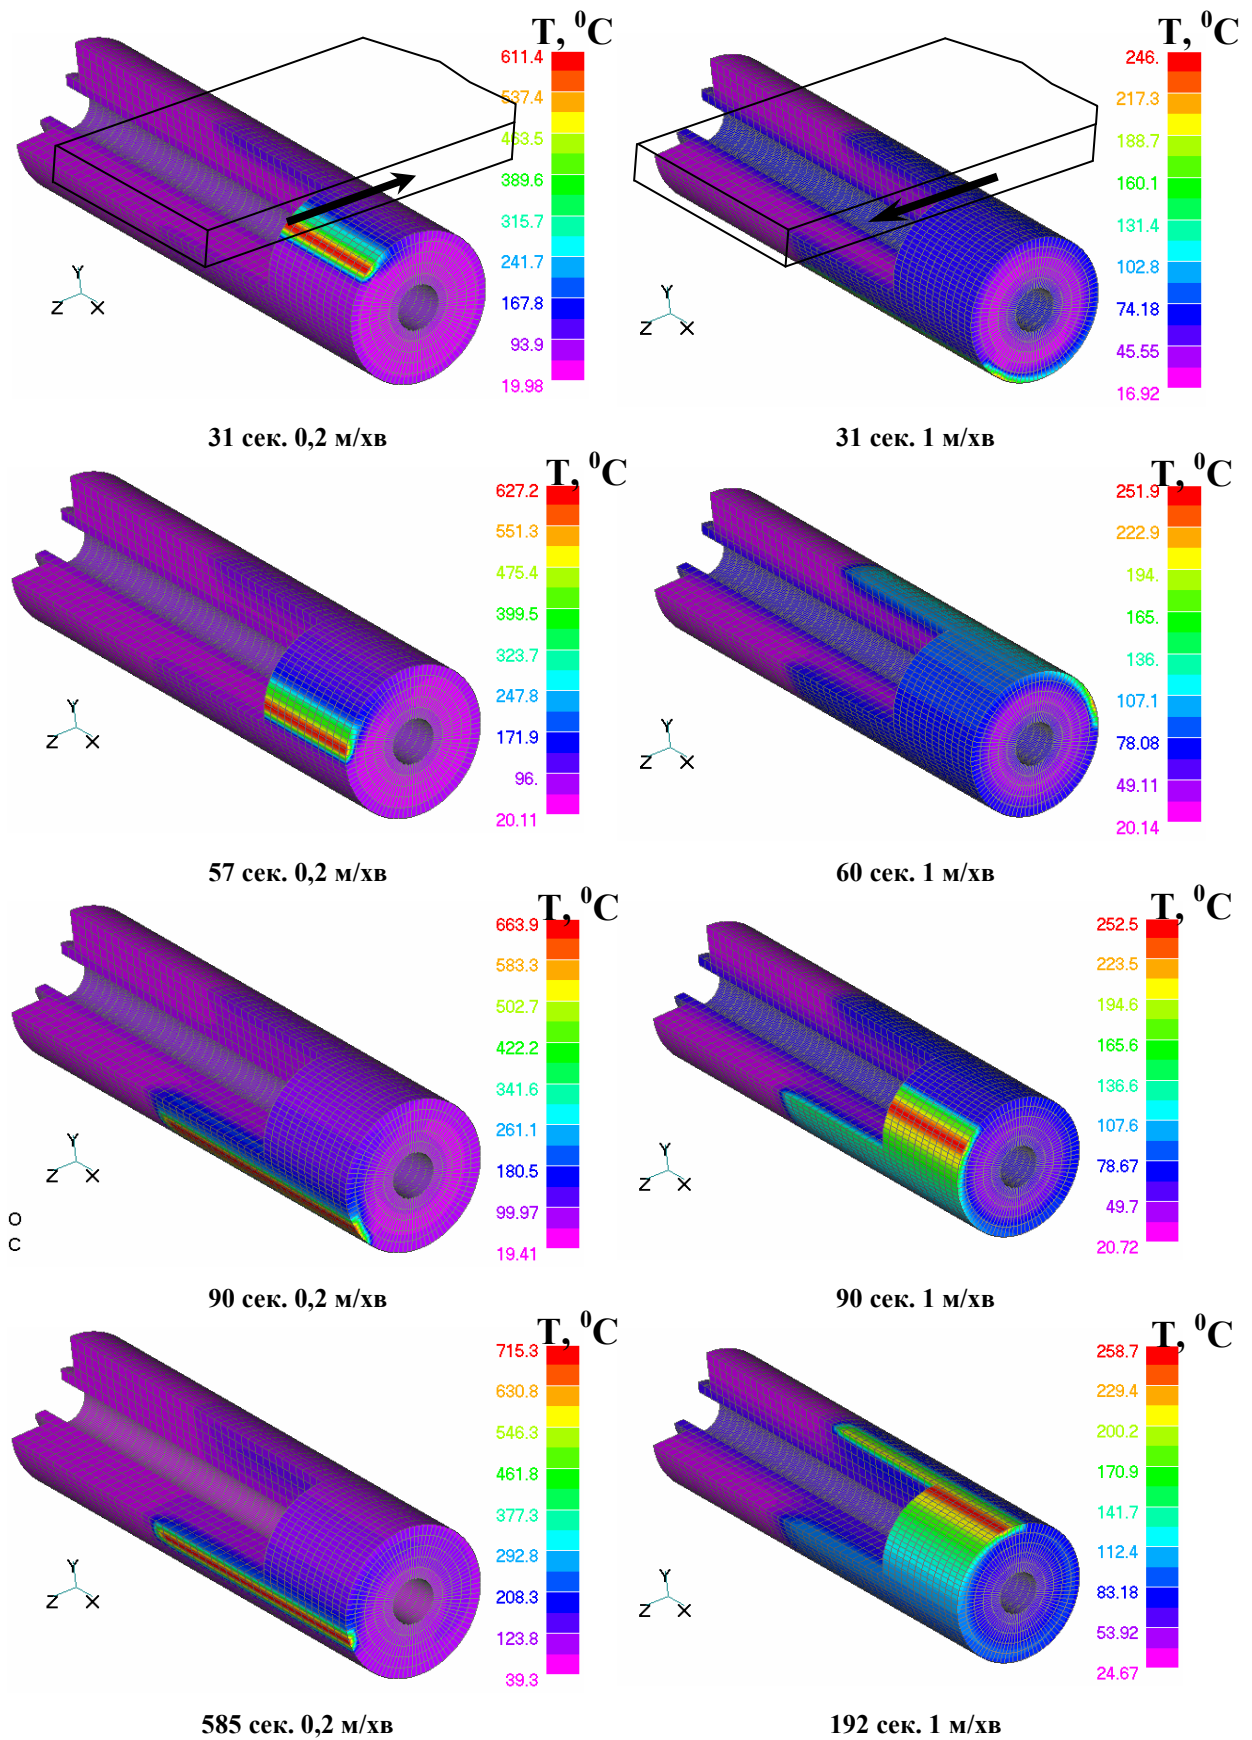 T, ⁰C
611.4
537.4
463.5
389.6
315.7
241.7
167.8
93.9
19.98
Y
Z X
31 сек. 0,2 м/хв
T, ⁰C
246.
217.3
188.7
160.1
131.4
102.8
74.18
45.55
16.92
Y
Z X
31 сек. 1 м/хв
T, ⁰C
627.2
551.3
475.4
399.5
323.7
247.8
171.9
96.
20.11
Y
Z X
57 сек. 0,2 м/хв
T, ⁰C
251.9
222.9
194.
165.
136.
107.1
78.08
49.11
20.14
Y
Z X
60 сек. 1 м/хв
T, ⁰C
663.9
583.3
502.7
422.2
341.6
261.1
180.5
99.97
19.41
Y
Z X
O
C
90 сек. 0,2 м/хв
T, ⁰C
252.5
223.5
194.6
165.6
136.6
107.6
78.67
49.7
20.72
Y
Z X
90 сек. 1 м/хв
T, ⁰C
715.3
630.8
546.3
461.8
377.3
292.8
208.3
123.8
39.3
Y
Z X
585 сек. 0,2 м/хв
T, ⁰C
258.7
229.4
200.2
170.9
141.7
112.4
83.18
53.92
24.67
Y
Z X
192 сек. 1 м/хв